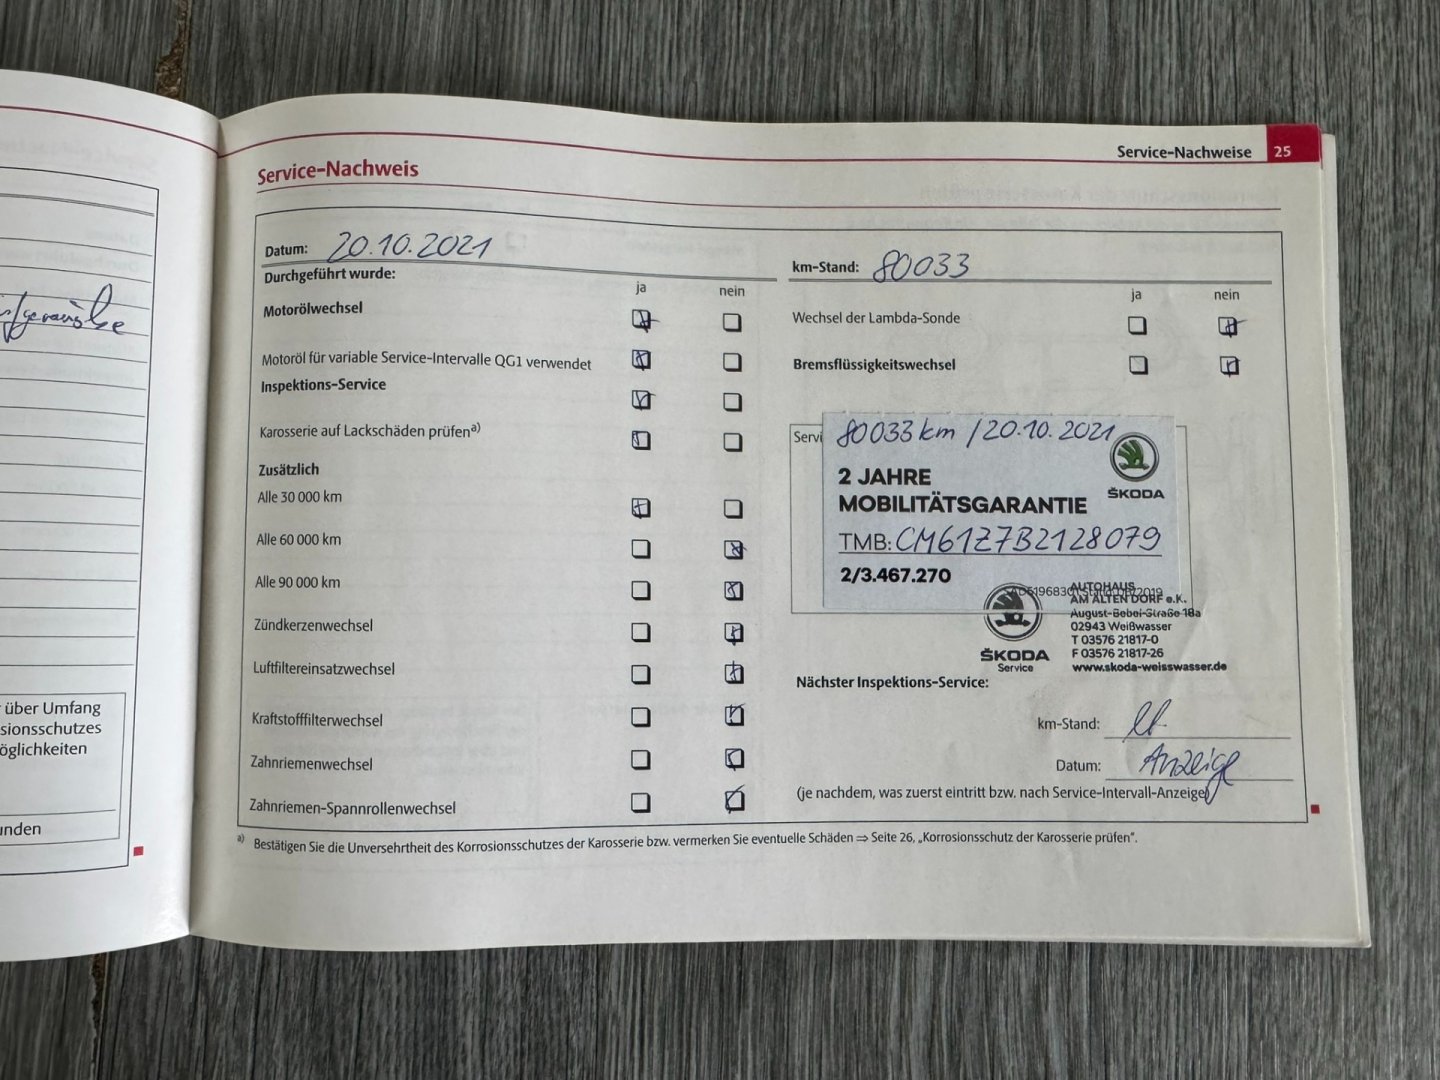 Service-Nachweise 25
Service-Nachweis
Datum: 20.10.2021
km-Stand: 80033
Durchgeführt wurde:
ja nein
ja nein
Motorölwechsel
Wechsel der Lambda-Sonde
Motoröl für variable Service-Intervalle QG1 verwendet
Bremsflüssigkeitswechsel
Inspektions-Service
Karosserie auf Lackschäden prüfen a)
Zusätzlich
Alle 30 000 km
Alle 60 000 km
Alle 90 000 km
Zündkerzenwechsel
Luftfiltereinsatzwechsel
Kraftstofffilterwechsel
Zahnriemenwechsel
Zahnriemen-Spannrollenwechsel
Servi
80033 km / 20.10.2021
ŠKODA
2 JAHRE
MOBILITÄTSGARANTIE
TMB: CM61Z7B2128079
2/3.467.270
AUTOHAUS
AM ALTEN DORF e.K.
August-Bebel-Straße 18a
02943 Weißwasser
T 03576 21817-0
F 03576 21817-26
www.skoda-weisswasser.de
ŠKODA
Service
Nächster Inspektions-Service:
km-Stand: lt.
Datum: Anzeige
(je nachdem, was zuerst eintritt bzw. nach Service-Intervall-Anzeige)
a) Bestätigen Sie die Unversehrtheit des Korrosionsschutzes der Karosserie bzw. vermerken Sie eventuelle Schäden ⇒ Seite 26, „Korrosionsschutz der Karosserie prüfen“.
über Umfang
sionsschutzes
öglichkeiten
unden